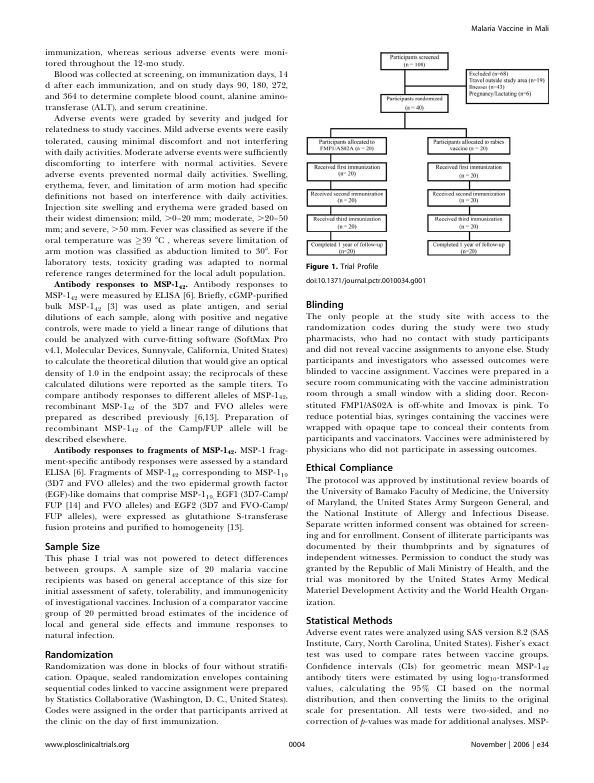 Malaria Vaccine in Mali
immunization, whereas serious adverse events were moni-
tored throughout the 12-mo study.
Blood was collected at screening, on immunization days, 14
d after each immunization, and on study days 90, 180, 272,
and 364 to determine complete blood count, alanine amino-
transferase (ALT), and serum creatinine.
Adverse events were graded by severity and judged for
relatedness to study vaccines. Mild adverse events were easily
tolerated, causing minimal discomfort and not interfering
with daily activities. Moderate adverse events were sufficiently
discomforting to interfere with normal activities. Severe
adverse events prevented normal daily activities. Swelling,
erythema, fever, and limitation of arm motion had specific
definitions not based on interference with daily activities.
Injection site swelling and erythema were graded based on
their widest dimension: mild, >0–20 mm; moderate, >20–50
mm; and severe, >50 mm. Fever was classified as severe if the
oral temperature was ≥39 °C , whereas severe limitation of
arm motion was classified as abduction limited to 30°. For
laboratory tests, toxicity grading was adapted to normal
reference ranges determined for the local adult population.
Antibody responses to MSP-1₄₂. Antibody responses to
MSP-1₄₂ were measured by ELISA [6]. Briefly, cGMP-purified
bulk MSP-1₄₂ [3] was used as plate antigen, and serial
dilutions of each sample, along with positive and negative
controls, were made to yield a linear range of dilutions that
could be analyzed with curve-fitting software (SoftMax Pro
v4.1, Molecular Devices, Sunnyvale, California, United States)
to calculate the theoretical dilution that would give an optical
density of 1.0 in the endpoint assay; the reciprocals of these
calculated dilutions were reported as the sample titers. To
compare antibody responses to different alleles of MSP-1₄₂,
recombinant MSP-1₄₂ of the 3D7 and FVO alleles were
prepared as described previously [6,13]. Preparation of
recombinant MSP-1₄₂ of the Camp/FUP allele will be
described elsewhere.
Antibody responses to fragments of MSP-1₄₂. MSP-1 frag-
ment-specific antibody responses were assessed by a standard
ELISA [6]. Fragments of MSP-1₄₂ corresponding to MSP-1₁₉
(3D7 and FVO alleles) and the two epidermal growth factor
(EGF)-like domains that comprise MSP-1₁₉, EGF1 (3D7-Camp/
FUP [14] and FVO alleles) and EGF2 (3D7 and FVO-Camp/
FUP alleles), were expressed as glutathione S-transferase
fusion proteins and purified to homogeneity [13].
Sample Size
This phase I trial was not powered to detect differences
between groups. A sample size of 20 malaria vaccine
recipients was based on general acceptance of this size for
initial assessment of safety, tolerability, and immunogenicity
of investigational vaccines. Inclusion of a comparator vaccine
group of 20 permitted broad estimates of the incidence of
local and general side effects and immune responses to
natural infection.
Randomization
Randomization was done in blocks of four without stratifi-
cation. Opaque, sealed randomization envelopes containing
sequential codes linked to vaccine assignment were prepared
by Statistics Collaborative (Washington, D. C., United States).
Codes were assigned in the order that participants arrived at
the clinic on the day of first immunization.
Participants screened
(n = 108)
Excluded (n=68)
Travel outside study area (n=19)
Illnesses (n=43)
Pregnancy/Lactating (n=6)
Participants randomized
(n = 40)
Participants allocated to
FMP1/AS02A (n = 20)
Participants allocated to rabies
vaccine (n = 20)
Received first immunization
(n= 20)
Received first immunization
(n = 20)
Received second immunization
(n=20)
Received second immunization
(n=20)
Received third immunization
(n=20)
Received third immunization
(n=20)
Completed 1 year of follow-up
(n=20)
Completed 1 year of follow-up
(n=20)
Figure 1. Trial Profile
doi:10.1371/journal.pctr.0010034.g001
Blinding
The only people at the study site with access to the
randomization codes during the study were two study
pharmacists, who had no contact with study participants
and did not reveal vaccine assignments to anyone else. Study
participants and investigators who assessed outcomes were
blinded to vaccine assignment. Vaccines were prepared in a
secure room communicating with the vaccine administration
room through a small window with a sliding door. Recon-
stituted FMP1/AS02A is off-white and Imovax is pink. To
reduce potential bias, syringes containing the vaccines were
wrapped with opaque tape to conceal their contents from
participants and vaccinators. Vaccines were administered by
physicians who did not participate in assessing outcomes.
Ethical Compliance
The protocol was approved by institutional review boards of
the University of Bamako Faculty of Medicine, the University
of Maryland, the United States Army Surgeon General, and
the National Institute of Allergy and Infectious Disease.
Separate written informed consent was obtained for screen-
ing and for enrollment. Consent of illiterate participants was
documented by their thumbprints and by signatures of
independent witnesses. Permission to conduct the study was
granted by the Republic of Mali Ministry of Health, and the
trial was monitored by the United States Army Medical
Materiel Development Activity and the World Health Organ-
ization.
Statistical Methods
Adverse event rates were analyzed using SAS version 8.2 (SAS
Institute, Cary, North Carolina, United States). Fisher's exact
test was used to compare rates between vaccine groups.
Confidence intervals (CIs) for geometric mean MSP-1₄₂
antibody titers were estimated by using log₁₀-transformed
values, calculating the 95% CI based on the normal
distribution, and then converting the limits to the original
scale for presentation. All tests were two-sided, and no
correction of p-values was made for additional analyses. MSP-
www.plosclinicaltrials.org
0004
November | 2006 | e34